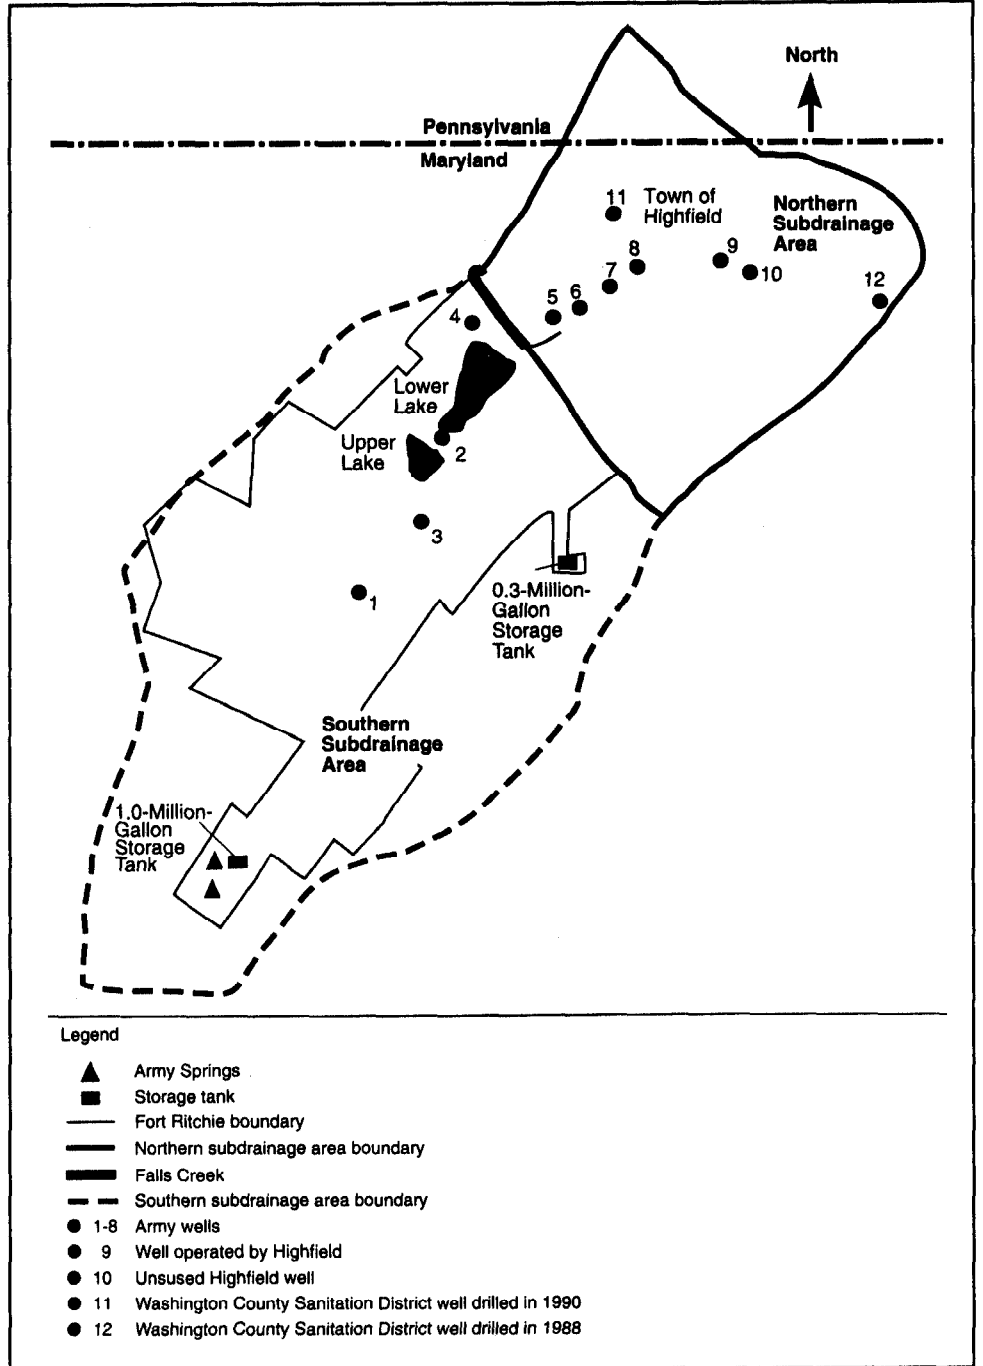 North
Pennsylvania
Maryland
11
Town of
Highfield
Northern
Subdrainage
Area
8
9
7
10
12
5
6
4
Lower
Lake
Upper
Lake
2
3
0.3-Million-
Gallon
Storage
Tank
1
Southern
Subdrainage
Area
1.0-Million-
Gallon
Storage
Tank
Legend
Army Springs
Storage tank
Fort Ritchie boundary
Northern subdrainage area boundary
Falls Creek
Southern subdrainage area boundary
1-8 Army wells
9 Well operated by Highfield
10 Unsused Highfield well
11 Washington County Sanitation District well drilled in 1990
12 Washington County Sanitation District well drilled in 1988